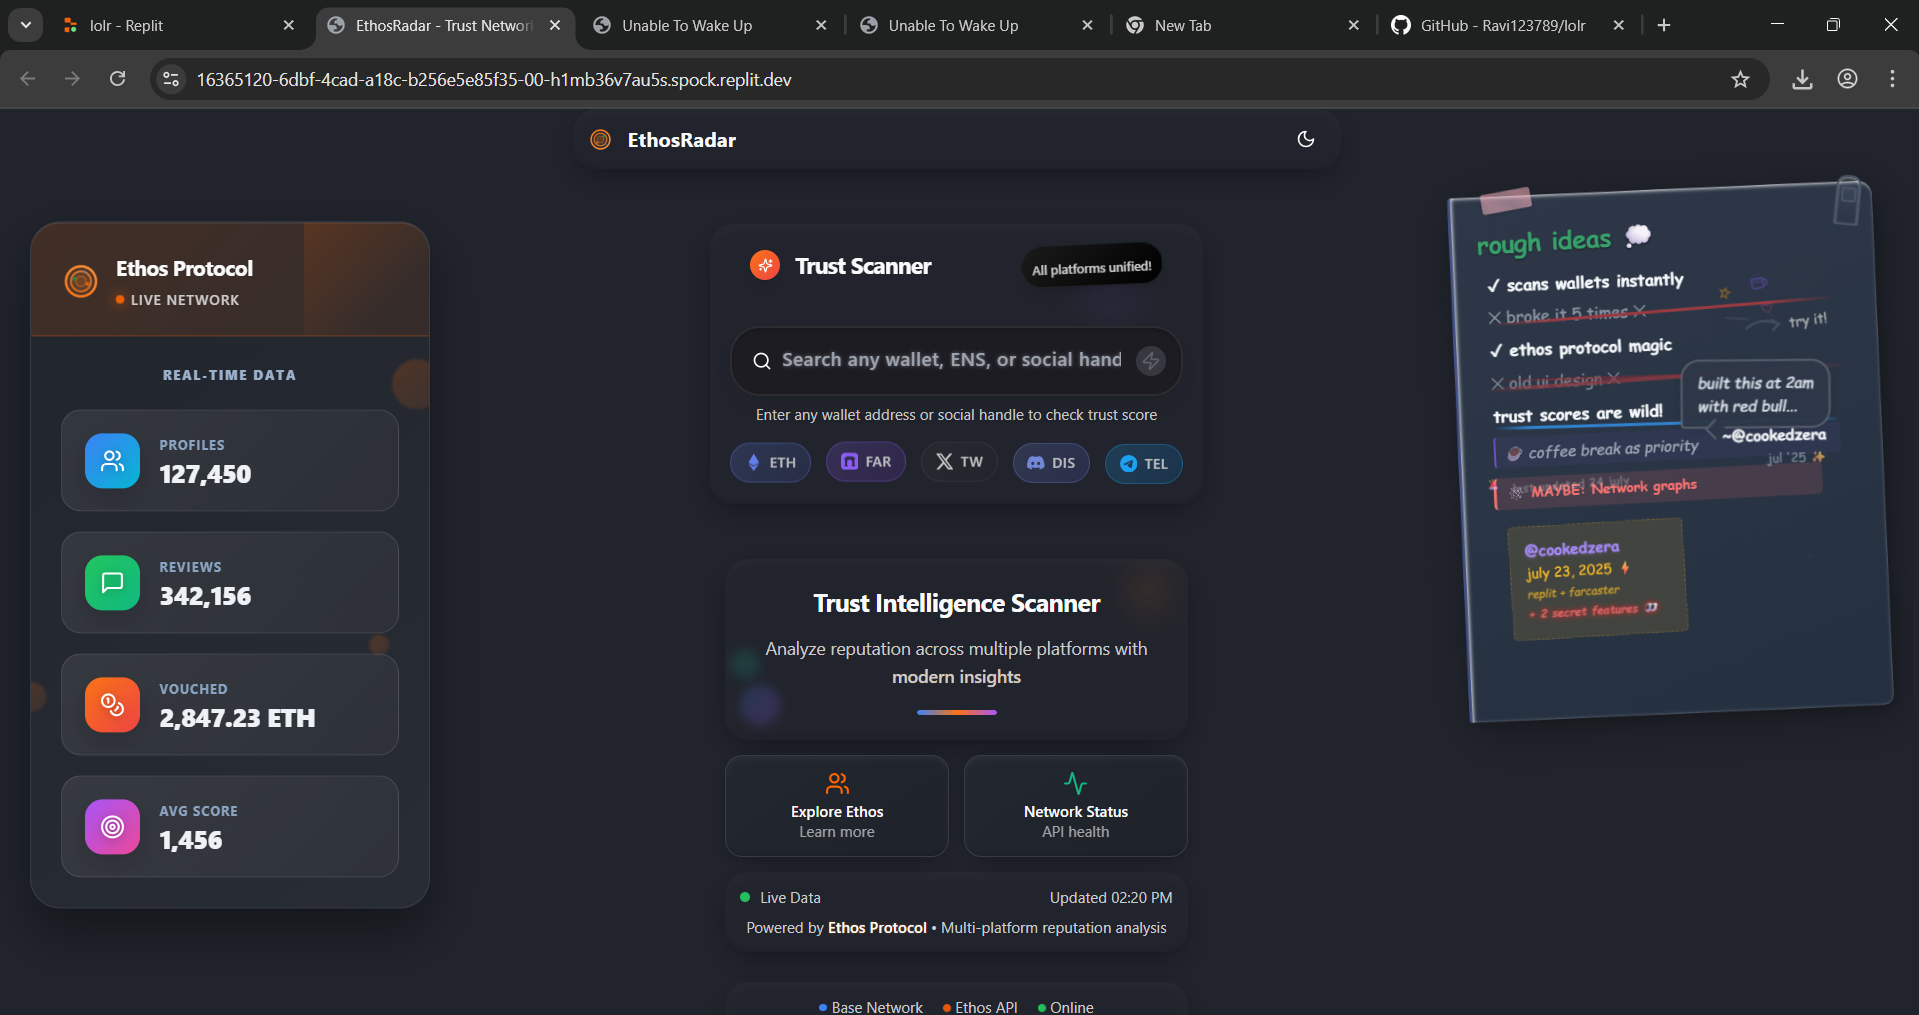 lolr - Replit
EthosRadar - Trust Networ
Unable To Wake Up
Unable To Wake Up
New Tab
GitHub - Ravi123789/lolr
16365120-6dbf-4cad-a18c-b256e5e85f35-00-h1mb36v7au5s.spock.replit.dev
EthosRadar
Ethos Protocol
LIVE NETWORK
REAL-TIME DATA
PROFILES
127,450
REVIEWS
342,156
VOUCHED
2,847.23 ETH
AVG SCORE
1,456
Trust Scanner
All platforms unified!
Search any wallet, ENS, or social hand
Enter any wallet address or social handle to check trust score
ETH
FAR
TW
DIS
TEL
Trust Intelligence Scanner
Analyze reputation across multiple platforms with
modern insights
Explore Ethos
Learn more
Network Status
API health
Live Data
Updated 02:20 PM
Powered by Ethos Protocol • Multi-platform reputation analysis
Base Network
Ethos API
Online
rough ideas 💭
✓ scans wallets instantly
✕ broke it 5 times ✕
try it!
✓ ethos protocol magic
✕ old ui design ✕
built this at 2am
with red bull...
trust scores are wild!
~@cookedzera
coffee break as priority
jul '25 ✨
last updated 24 july
MAYBE: Network graphs
@cookedzera
july 23, 2025 ⚡
replit + farcaster
+ 2 secret features 👀